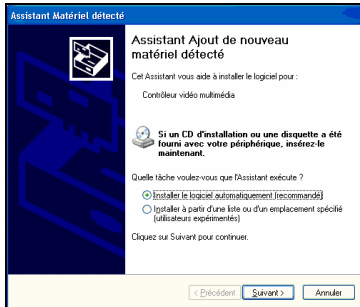 Assistant Matériel détecté
Assistant Ajout de nouveau
matériel détecté
Cet Assistant vous aide à installer le logiciel pour :
Contrôleur vidéo multimédia
Si un CD d'installation ou une disquette a été
fourni avec votre périphérique, insérez-le
maintenant.
Quelle tâche voulez-vous que l'Assistant exécute ?
Installer le logiciel automatiquement (recommandé)
Installer à partir d'une liste ou d'un emplacement spécifié
(utilisateurs expérimentés)
Cliquez sur Suivant pour continuer.
< Précédent Suivant > Annuler